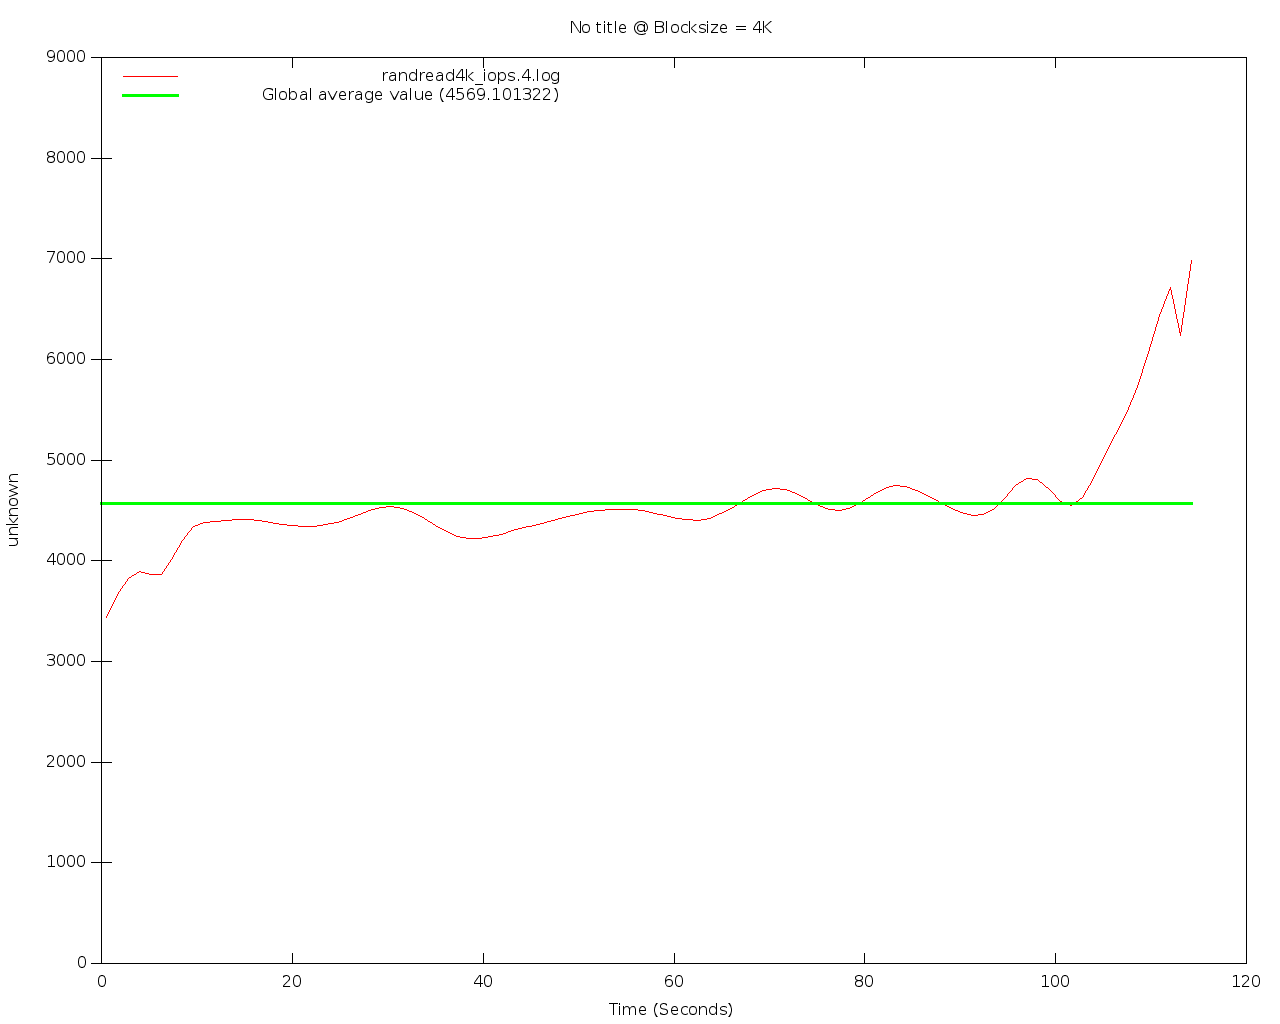 No title @ Blocksize = 4K
randread4k_iops.4.log
Global average value (4569.101322)
9000
8000
7000
6000
5000
4000
3000
2000
1000
0
unknown
0 20 40 60 80 100 120
Time (Seconds)